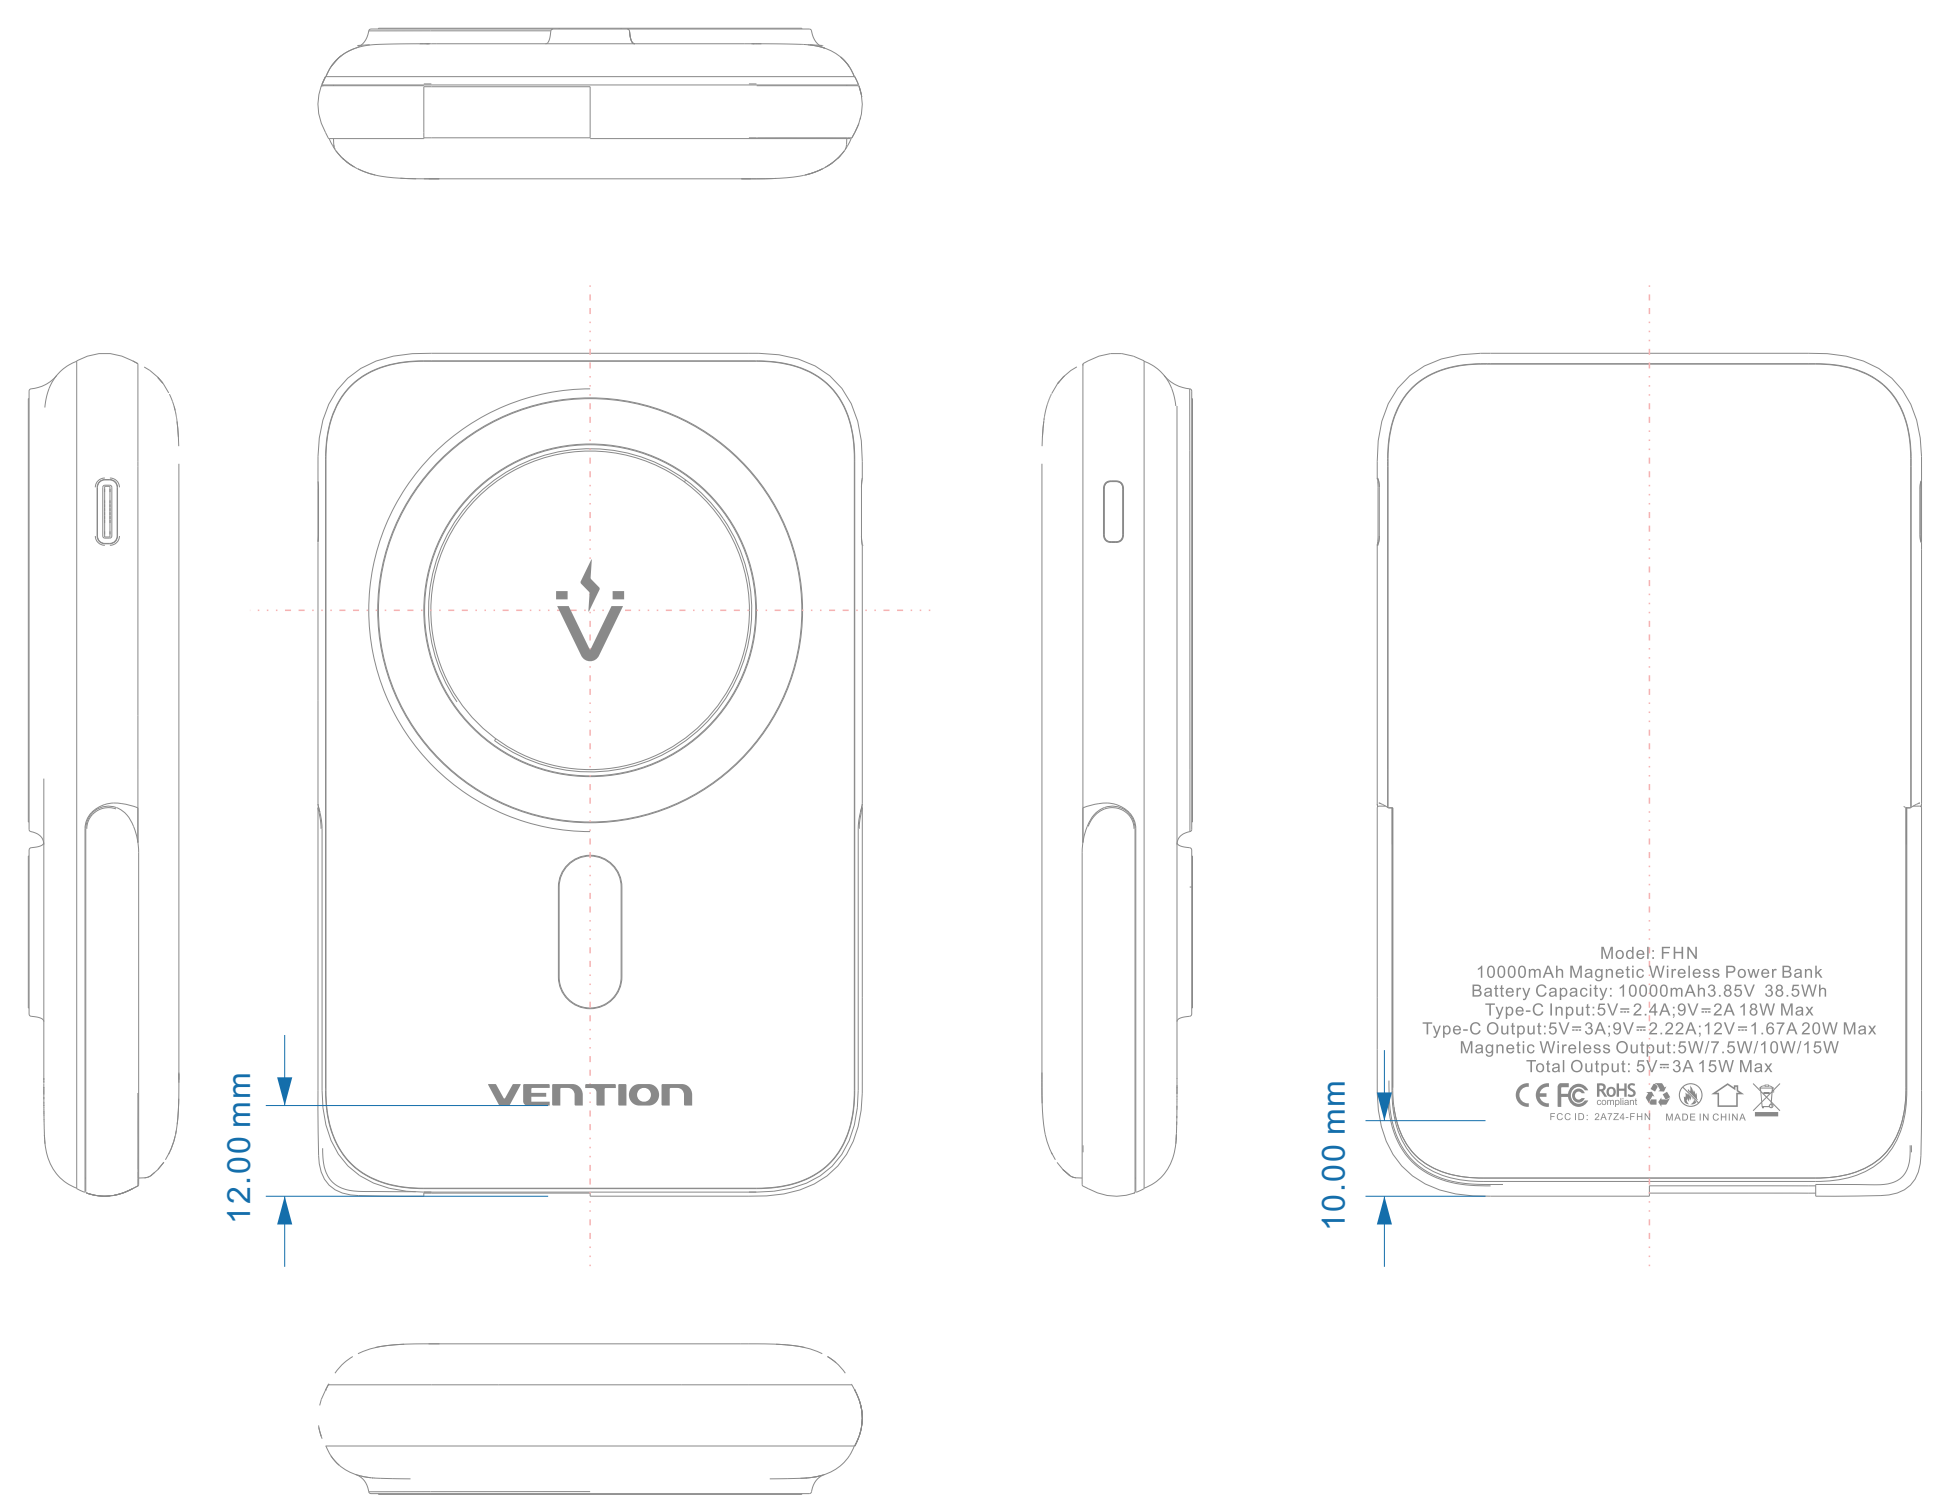 VENTION
12.00 mm
Model: FHN
10000mAh Magnetic Wireless Power Bank
Battery Capacity: 10000mAh3.85V 38.5Wh
Type-C Input:5V⎓2.4A;9V⎓2A 18W Max
Type-C Output:5V⎓3A;9V⎓2.22A;12V⎓1.67A 20W Max
Magnetic Wireless Output:5W/7.5W/10W/15W
Total Output: 5V⎓3A 15W Max
CE FC RoHS
compliant
FCC ID: 2A7Z4-FHN MADE IN CHINA
10.00 mm